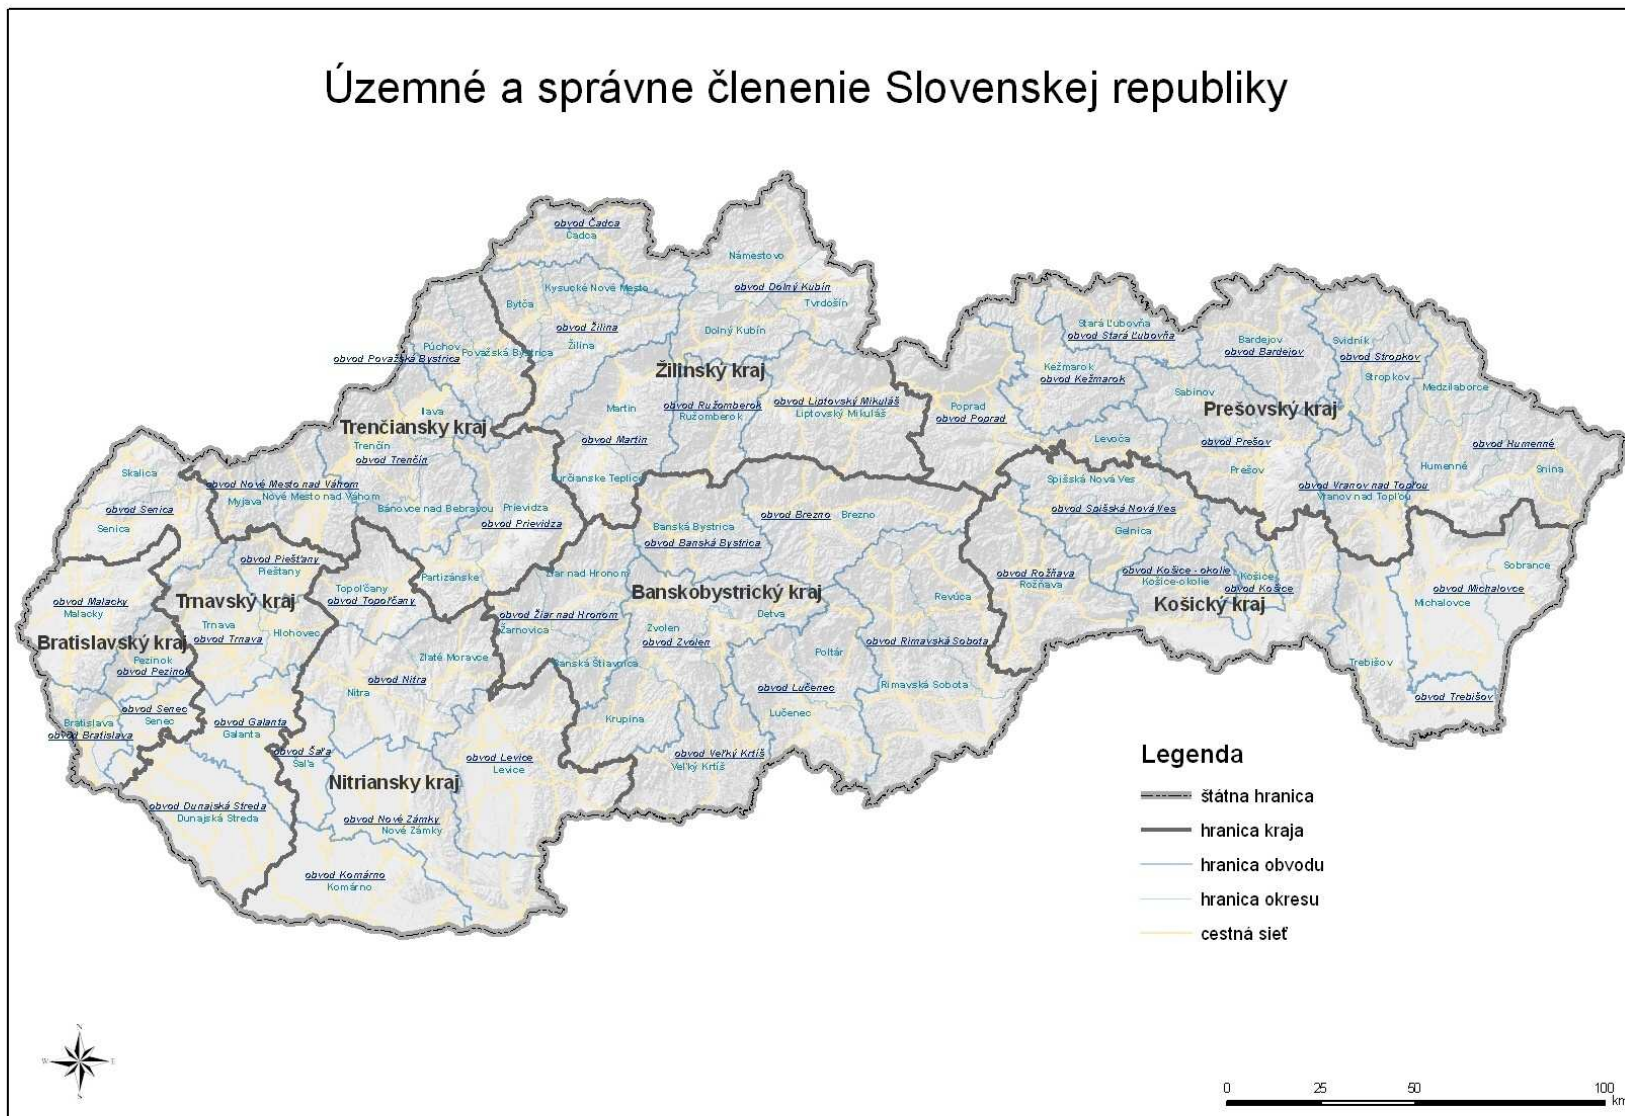 Územné a správne členenie Slovenskej republiky
obvod Čadca
Čadca
Námestovo
Kysucké Nové Mesto
obvod Dolný Kubín
Bytča
Tvrdošín
obvod Žilina
Dolný Kubín
Žilina
Púchov
Považská Bystrica
obvod Považská Bystrica
Žilinský kraj
Ilava
Martin
obvod Ružomberok
Ružomberok
obvod Liptovský Mikuláš
Liptovský Mikuláš
Trenčiansky kraj
obvod Martin
Trenčín
obvod Trenčín
Turčianske Teplice
Stará Ľubovňa
obvod Stará Ľubovňa
Bardejov
obvod Bardejov
Svidník
obvod Stropkov
Stropkov
Medzilaborce
Kežmarok
obvod Kežmarok
Sabinov
Prešovský kraj
Poprad
obvod Poprad
Levoča
obvod Prešov
Prešov
obvod Humenné
Humenné
Snina
obvod Vranov nad Topľou
Vranov nad Topľou
Skalica
obvod Senica
Senica
obvod Nové Mesto nad Váhom
Nové Mesto nad Váhom
Myjava
Bánovce nad Bebravou
Prievidza
obvod Prievidza
Partizánske
obvod Piešťany
Piešťany
Trnavský kraj
Trnava
obvod Trnava
Hlohovec
obvod Malacky
Malacky
Bratislavský kraj
Pezinok
obvod Pezinok
obvod Senec
Senec
Bratislava
obvod Bratislava
obvod Galanta
Galanta
obvod Dunajská Streda
Dunajská Streda
Topoľčany
obvod Topoľčany
Zlaté Moravce
obvod Nitra
Nitra
obvod Šaľa
Šaľa
Nitriansky kraj
obvod Levice
Levice
obvod Nové Zámky
Nové Zámky
obvod Komárno
Komárno
Banská Bystrica
obvod Banská Bystrica
obvod Brezno
Brezno
Žiar nad Hronom
Banskobystrický kraj
obvod Žiar nad Hronom
Žarnovica
Zvolen
obvod Zvolen
Detva
Revúca
obvod Rimavská Sobota
Rimavská Sobota
Poltár
Banská Štiavnica
obvod Lučenec
Lučenec
Krupina
obvod Veľký Krtíš
Veľký Krtíš
Spišská Nová Ves
obvod Spišská Nová Ves
Gelnica
obvod Rožňava
Rožňava
obvod Košice - okolie
Košice-okolie
Košice
obvod Košice
Košický kraj
Sobrance
obvod Michalovce
Michalovce
Trebišov
obvod Trebišov
Legenda
štátna hranica
hranica kraja
hranica obvodu
hranica okresu
cestná sieť
N
W
E
S
0 25 50 100
km